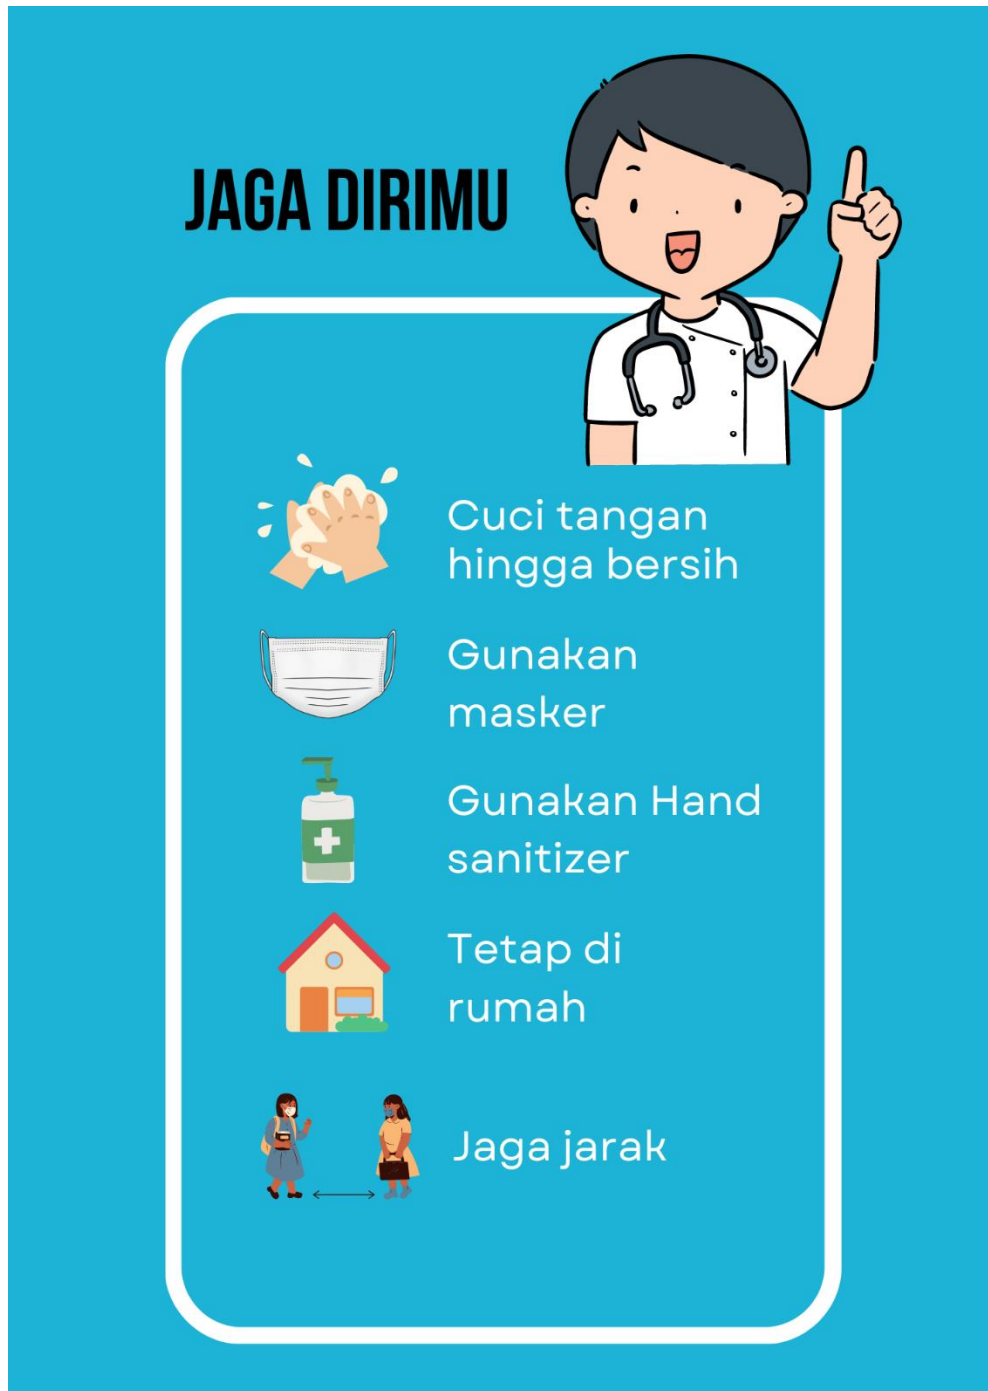 JAGA DIRIMU
Cuci tangan
hingga bersih
Gunakan
masker
Gunakan Hand
sanitizer
Tetap di
rumah
Jaga jarak